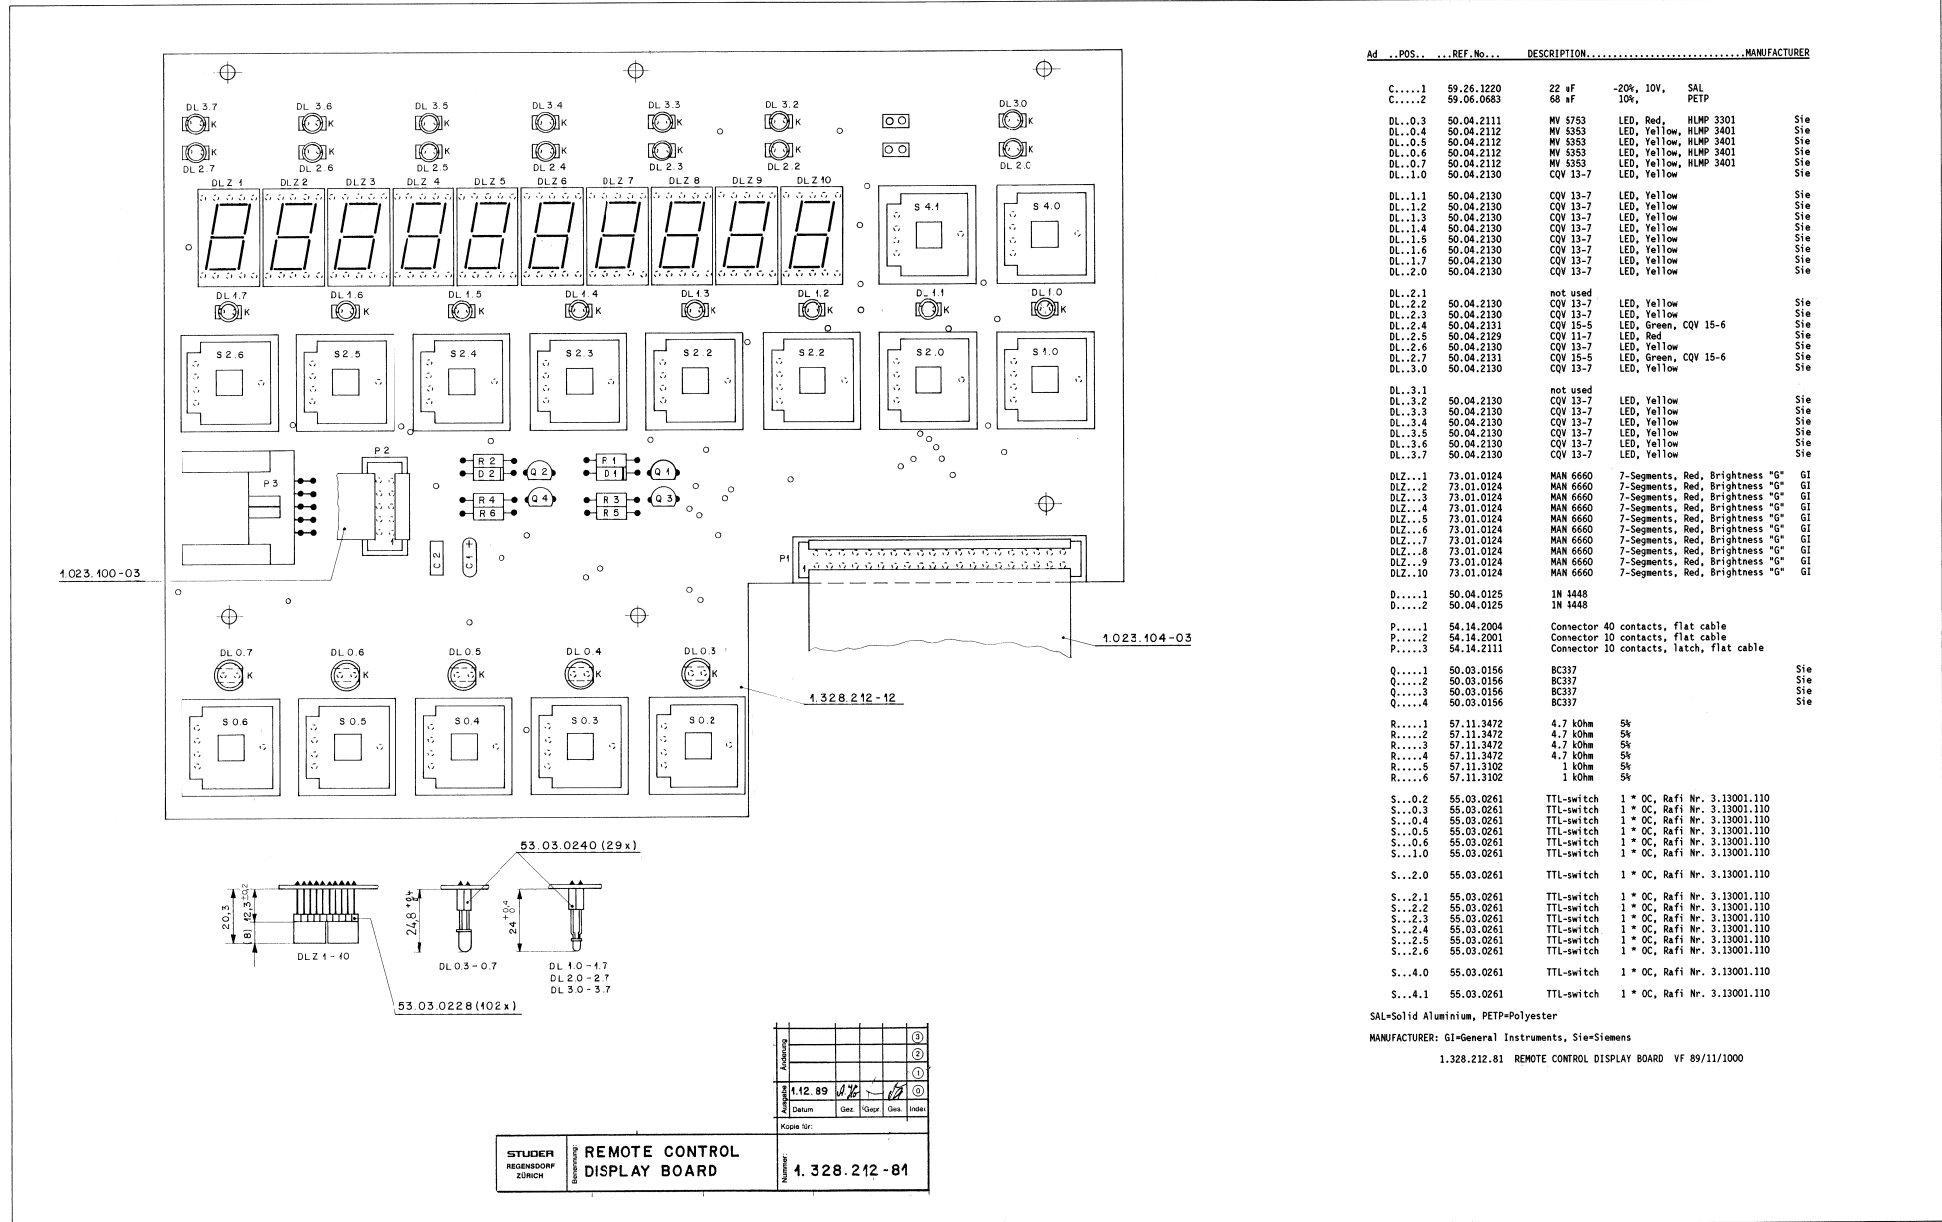 DL 3.7 DL 3.6 DL 3.5 DL 3.4 DL 3.3 DL 3.2 DL 3.0
K K K K K K K
K K K K K K K
DL 2.7 DL 2.6 DL 2.5 DL 2.4 DL 2.3 DL 2.2 DL 2.0
DLZ 1 DLZ 2 DLZ 3 DLZ 4 DLZ 5 DLZ 6 DLZ 7 DLZ 8 DLZ 9 DLZ 10
S 4.1 S 4.0
DL 1.7 DL 1.6 DL 1.5 DL 1.4 DL 1.3 DL 1.2 DL 1.1 DL 1.0
K K K K K K K K
S 2.6 S 2.5 S 2.4 S 2.3 S 2.2 S 2.2 S 2.0 S 1.0
P 2
R 2 R 1
P 3 D 2 Q 2 D 1 Q 1
R 4 Q 4 R 3 Q 3
R 6 R 5
1
C 2 C 1 +
P1 1
1.023.100-03
1.023.104-03
DL 0.7 DL 0.6 DL 0.5 DL 0.4 DL 0.3
K K K K K
1.328.212-12
S 0.6 S 0.5 S 0.4 S 0.3 S 0.2
53.03.0240 (29x)
20,3 12,3 ±0,2 (8)
24,8 +0,4 0
24 +0,4 0
DLZ 1-10
DL 0.3-0.7
DL 1.0-1.7
DL 2.0-2.7
DL 3.0-3.7
53.03.0228 (102x)
Änderung
3
2
1
Ausgabe 1.12.89 0
Datum Gez. Gepr. Ges. Index
Kopie für:
STUDER
REGENSDORF
ZÜRICH
Benennung:
REMOTE CONTROL
DISPLAY BOARD
Nummer:
1.328.212-81
Ad ..POS.. ...REF.No... DESCRIPTION............................MANUFACTURER
C.....1 59.26.1220 22 uF -20%, 10V, SAL
C.....2 59.06.0683 68 nF 10%, PETP
DL..0.3 50.04.2111 MV 5753 LED, Red, HLMP 3301 Sie
DL..0.4 50.04.2112 MV 5353 LED, Yellow, HLMP 3401 Sie
DL..0.5 50.04.2112 MV 5353 LED, Yellow, HLMP 3401 Sie
DL..0.6 50.04.2112 MV 5353 LED, Yellow, HLMP 3401 Sie
DL..0.7 50.04.2112 MV 5353 LED, Yellow, HLMP 3401 Sie
DL..1.0 50.04.2130 CQV 13-7 LED, Yellow Sie
DL..1.1 50.04.2130 CQV 13-7 LED, Yellow Sie
DL..1.2 50.04.2130 CQV 13-7 LED, Yellow Sie
DL..1.3 50.04.2130 CQV 13-7 LED, Yellow Sie
DL..1.4 50.04.2130 CQV 13-7 LED, Yellow Sie
DL..1.5 50.04.2130 CQV 13-7 LED, Yellow Sie
DL..1.6 50.04.2130 CQV 13-7 LED, Yellow Sie
DL..1.7 50.04.2130 CQV 13-7 LED, Yellow Sie
DL..2.0 50.04.2130 CQV 13-7 LED, Yellow Sie
DL..2.1 not used
DL..2.2 50.04.2130 CQV 13-7 LED, Yellow Sie
DL..2.3 50.04.2130 CQV 13-7 LED, Yellow Sie
DL..2.4 50.04.2131 CQV 15-5 LED, Green, CQV 15-6 Sie
DL..2.5 50.04.2129 CQV 11-7 LED, Red Sie
DL..2.6 50.04.2130 CQV 13-7 LED, Yellow Sie
DL..2.7 50.04.2131 CQV 15-5 LED, Green, CQV 15-6 Sie
DL..3.0 50.04.2130 CQV 13-7 LED, Yellow Sie
DL..3.1 not used
DL..3.2 50.04.2130 CQV 13-7 LED, Yellow Sie
DL..3.3 50.04.2130 CQV 13-7 LED, Yellow Sie
DL..3.4 50.04.2130 CQV 13-7 LED, Yellow Sie
DL..3.5 50.04.2130 CQV 13-7 LED, Yellow Sie
DL..3.6 50.04.2130 CQV 13-7 LED, Yellow Sie
DL..3.7 50.04.2130 CQV 13-7 LED, Yellow Sie
DLZ...1 73.01.0124 MAN 6660 7-Segments, Red, Brightness "G" GI
DLZ...2 73.01.0124 MAN 6660 7-Segments, Red, Brightness "G" GI
DLZ...3 73.01.0124 MAN 6660 7-Segments, Red, Brightness "G" GI
DLZ...4 73.01.0124 MAN 6660 7-Segments, Red, Brightness "G" GI
DLZ...5 73.01.0124 MAN 6660 7-Segments, Red, Brightness "G" GI
DLZ...6 73.01.0124 MAN 6660 7-Segments, Red, Brightness "G" GI
DLZ...7 73.01.0124 MAN 6660 7-Segments, Red, Brightness "G" GI
DLZ...8 73.01.0124 MAN 6660 7-Segments, Red, Brightness "G" GI
DLZ...9 73.01.0124 MAN 6660 7-Segments, Red, Brightness "G" GI
DLZ..10 73.01.0124 MAN 6660 7-Segments, Red, Brightness "G" GI
D.....1 50.04.0125 1N 4448
D.....2 50.04.0125 1N 4448
P.....1 54.14.2004 Connector 40 contacts, flat cable
P.....2 54.14.2001 Connector 10 contacts, flat cable
P.....3 54.14.2111 Connector 10 contacts, latch, flat cable
Q.....1 50.03.0156 BC337 Sie
Q.....2 50.03.0156 BC337 Sie
Q.....3 50.03.0156 BC337 Sie
Q.....4 50.03.0156 BC337 Sie
R.....1 57.11.3472 4.7 kOhm 5%
R.....2 57.11.3472 4.7 kOhm 5%
R.....3 57.11.3472 4.7 kOhm 5%
R.....4 57.11.3472 4.7 kOhm 5%
R.....5 57.11.3102 1 kOhm 5%
R.....6 57.11.3102 1 kOhm 5%
S...0.2 55.03.0261 TTL-switch 1 * OC, Rafi Nr. 3.13001.110
S...0.3 55.03.0261 TTL-switch 1 * OC, Rafi Nr. 3.13001.110
S...0.4 55.03.0261 TTL-switch 1 * OC, Rafi Nr. 3.13001.110
S...0.5 55.03.0261 TTL-switch 1 * OC, Rafi Nr. 3.13001.110
S...0.6 55.03.0261 TTL-switch 1 * OC, Rafi Nr. 3.13001.110
S...1.0 55.03.0261 TTL-switch 1 * OC, Rafi Nr. 3.13001.110
S...2.0 55.03.0261 TTL-switch 1 * OC, Rafi Nr. 3.13001.110
S...2.1 55.03.0261 TTL-switch 1 * OC, Rafi Nr. 3.13001.110
S...2.2 55.03.0261 TTL-switch 1 * OC, Rafi Nr. 3.13001.110
S...2.3 55.03.0261 TTL-switch 1 * OC, Rafi Nr. 3.13001.110
S...2.4 55.03.0261 TTL-switch 1 * OC, Rafi Nr. 3.13001.110
S...2.5 55.03.0261 TTL-switch 1 * OC, Rafi Nr. 3.13001.110
S...2.6 55.03.0261 TTL-switch 1 * OC, Rafi Nr. 3.13001.110
S...4.0 55.03.0261 TTL-switch 1 * OC, Rafi Nr. 3.13001.110
S...4.1 55.03.0261 TTL-switch 1 * OC, Rafi Nr. 3.13001.110
SAL=Solid Aluminium, PETP=Polyester
MANUFACTURER: GI=General Instruments, Sie=Siemens
1.328.212.81 REMOTE CONTROL DISPLAY BOARD VF 89/11/1000